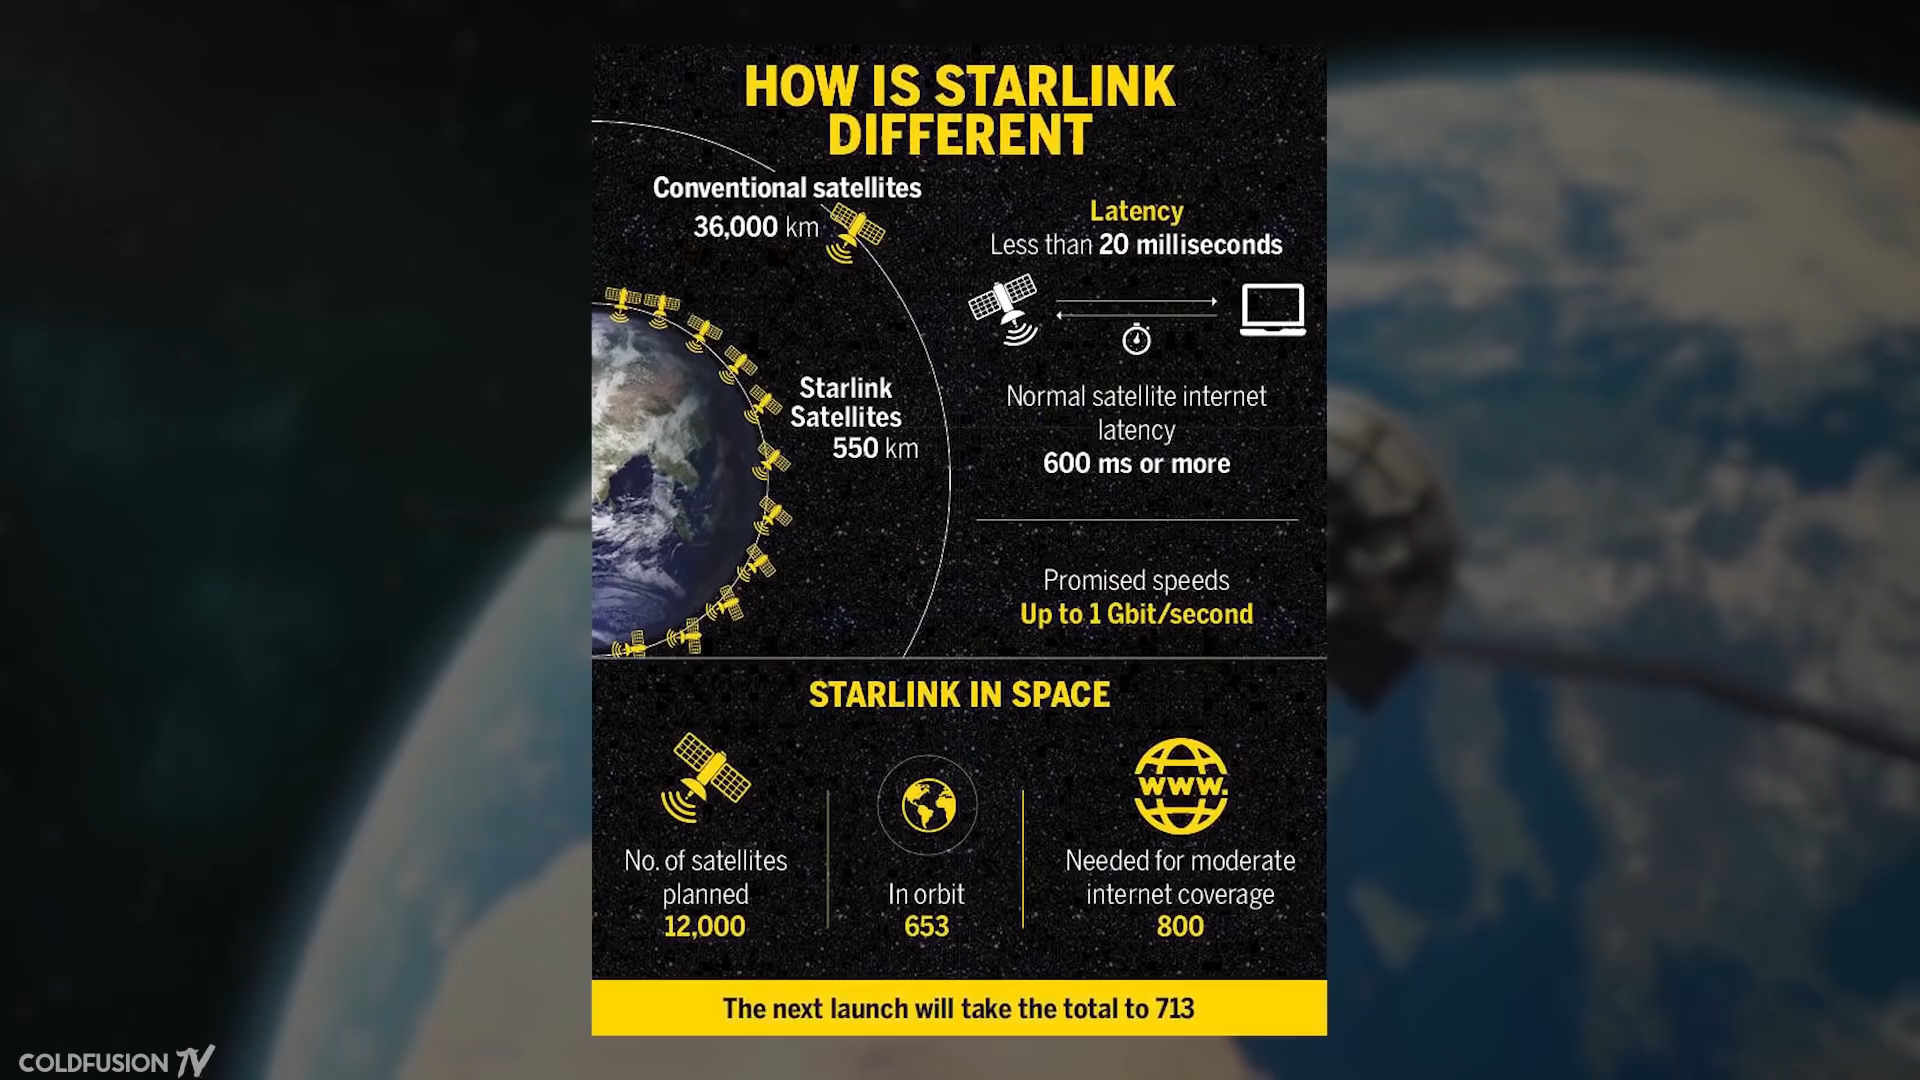 HOW IS STARLINK
DIFFERENT
Conventional satellites
36,000 km
Starlink
Satellites
550 km
Latency
Less than 20 milliseconds
Normal satellite internet
latency
600 ms or more
Promised speeds
Up to 1 Gbit/second
STARLINK IN SPACE
No. of satellites
planned
12,000
In orbit
653
www.
Needed for moderate
internet coverage
800
The next launch will take the total to 713
COLDFUSION TV